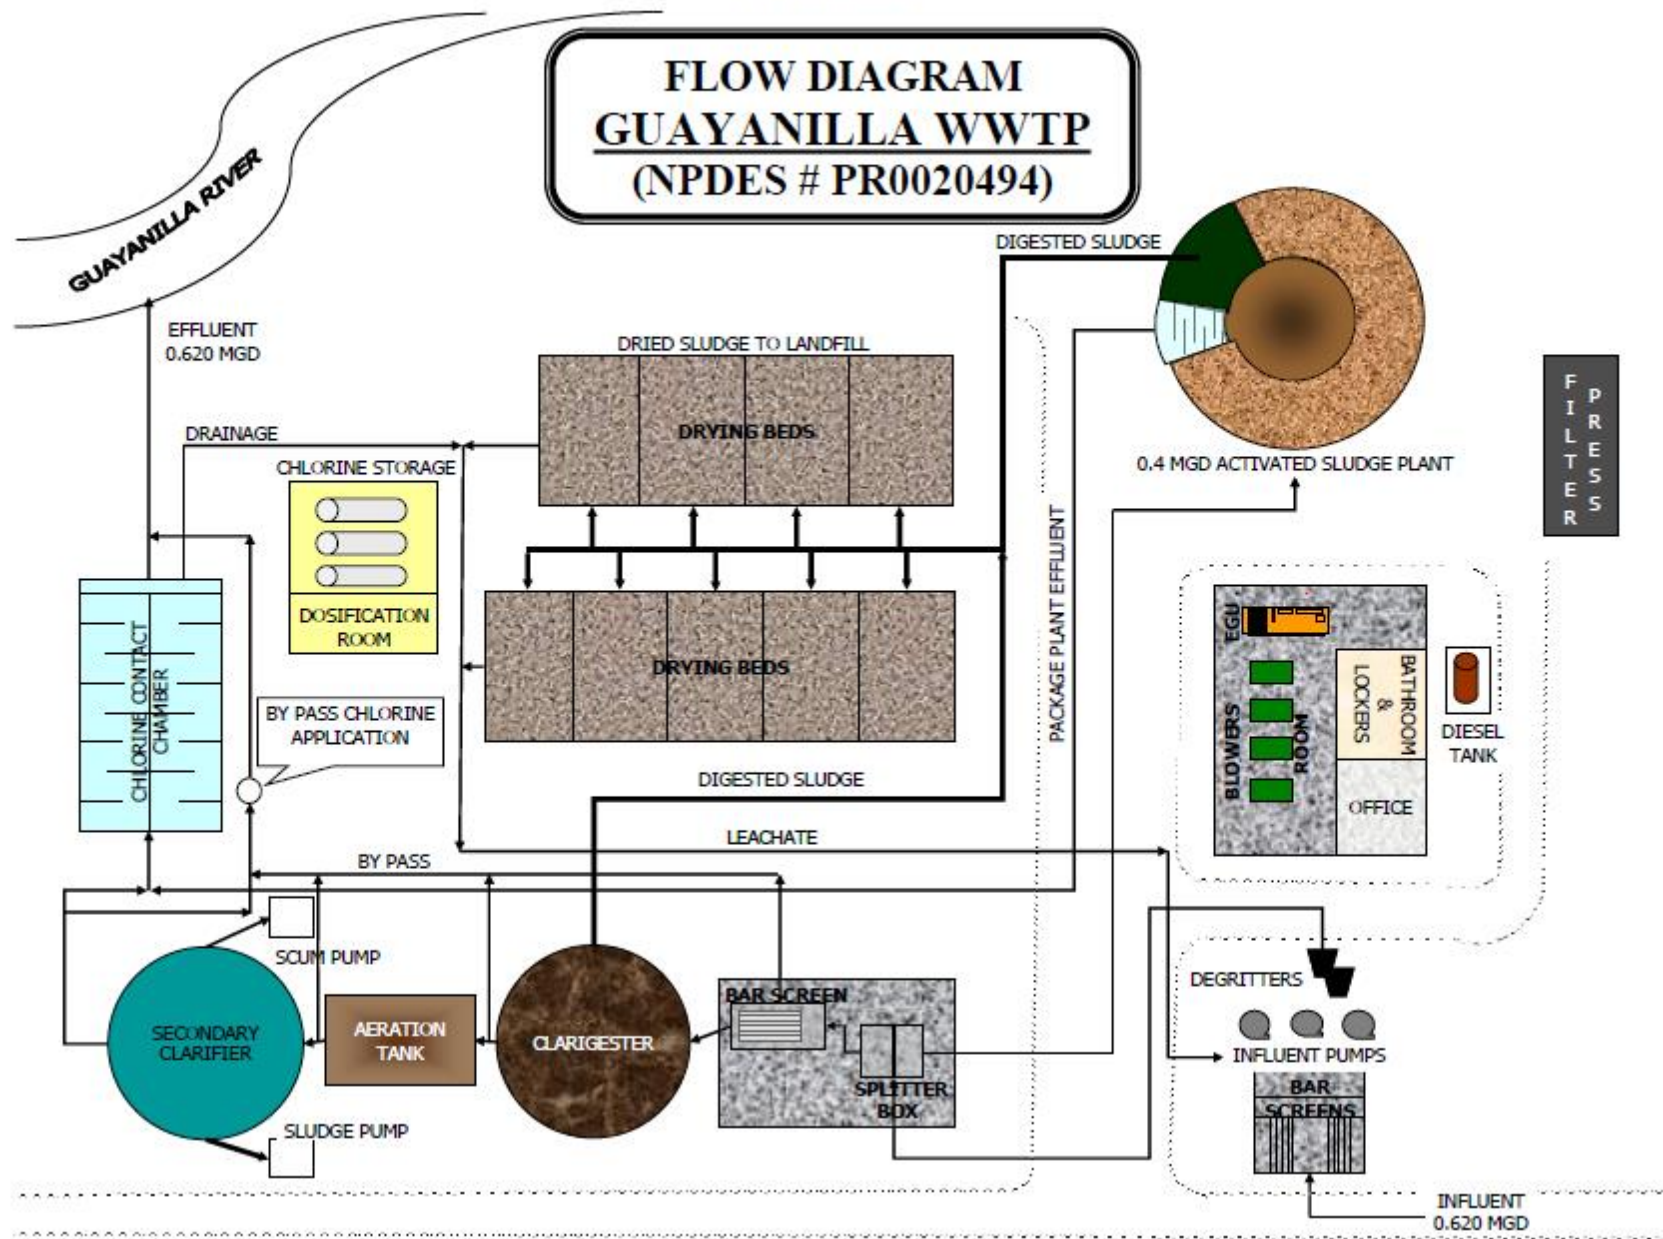 FLOW DIAGRAM
GUAYANILLA WWTP
(NPDES # PR0020494)
GUAYANILLA RIVER
DIGESTED SLUDGE
EFFLUENT
0.620 MGD
DRIED SLUDGE TO LANDFILL
DRYING BEDS
DRAINAGE
CHLORINE STORAGE
DOSIFICATION
ROOM
0.4 MGD ACTIVATED SLUDGE PLANT
FILTER
PRESS
PACKAGE PLANT EFFLUENT
CHLORINE CONTACT
CHAMBER
BY PASS CHLORINE
APPLICATION
DRYING BEDS
EGU
BLOWERS
ROOM
BATHROOM
&
LOCKERS
OFFICE
DIESEL
TANK
DIGESTED SLUDGE
LEACHATE
BY PASS
SCUM PUMP
SECONDARY
CLARIFIER
AERATION
TANK
CLARIGESTER
BAR SCREEN
SPLITTER
BOX
SLUDGE PUMP
DEGRITTERS
INFLUENT PUMPS
BAR
SCREENS
INFLUENT
0.620 MGD